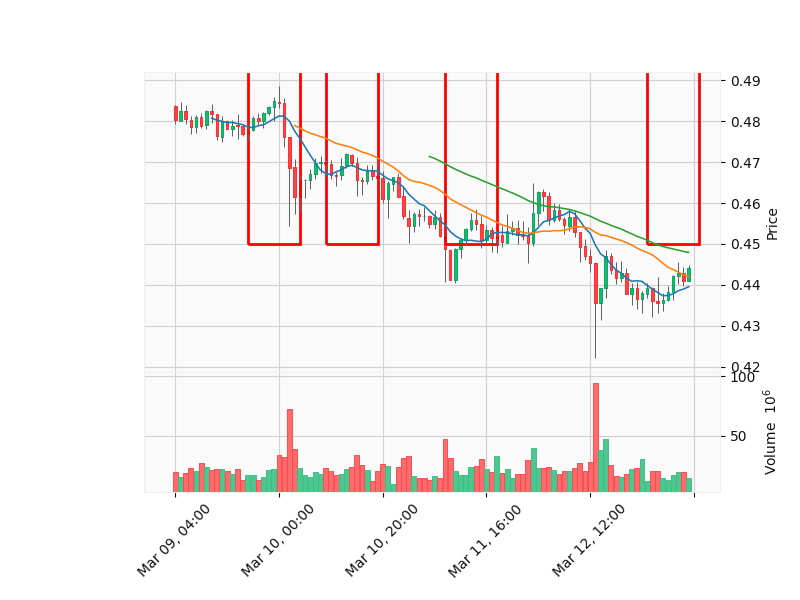 0.49
0.48
0.47
0.46
0.45
0.44
0.43
0.42
Price
100
50
Volume 10⁶
Mar 09, 04:00
Mar 10, 00:00
Mar 10, 20:00
Mar 11, 16:00
Mar 12, 12:00